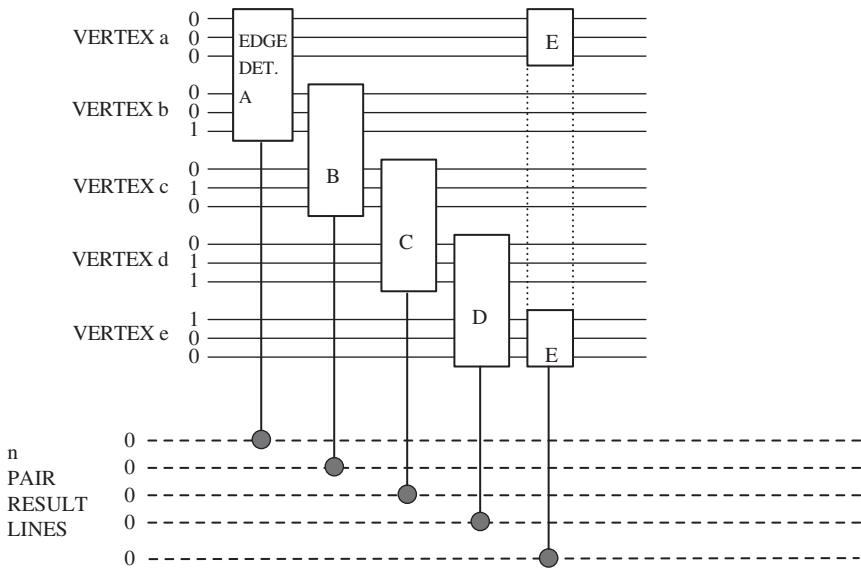 0
VERTEX a 0 EDGE E
0 DET.
0 A
VERTEX b 0
1
0
VERTEX c 1 B
0
0 C
VERTEX d 1
1
1 D
VERTEX e 0
0 E
0
n 0
PAIR 0
RESULT 0
LINES 0